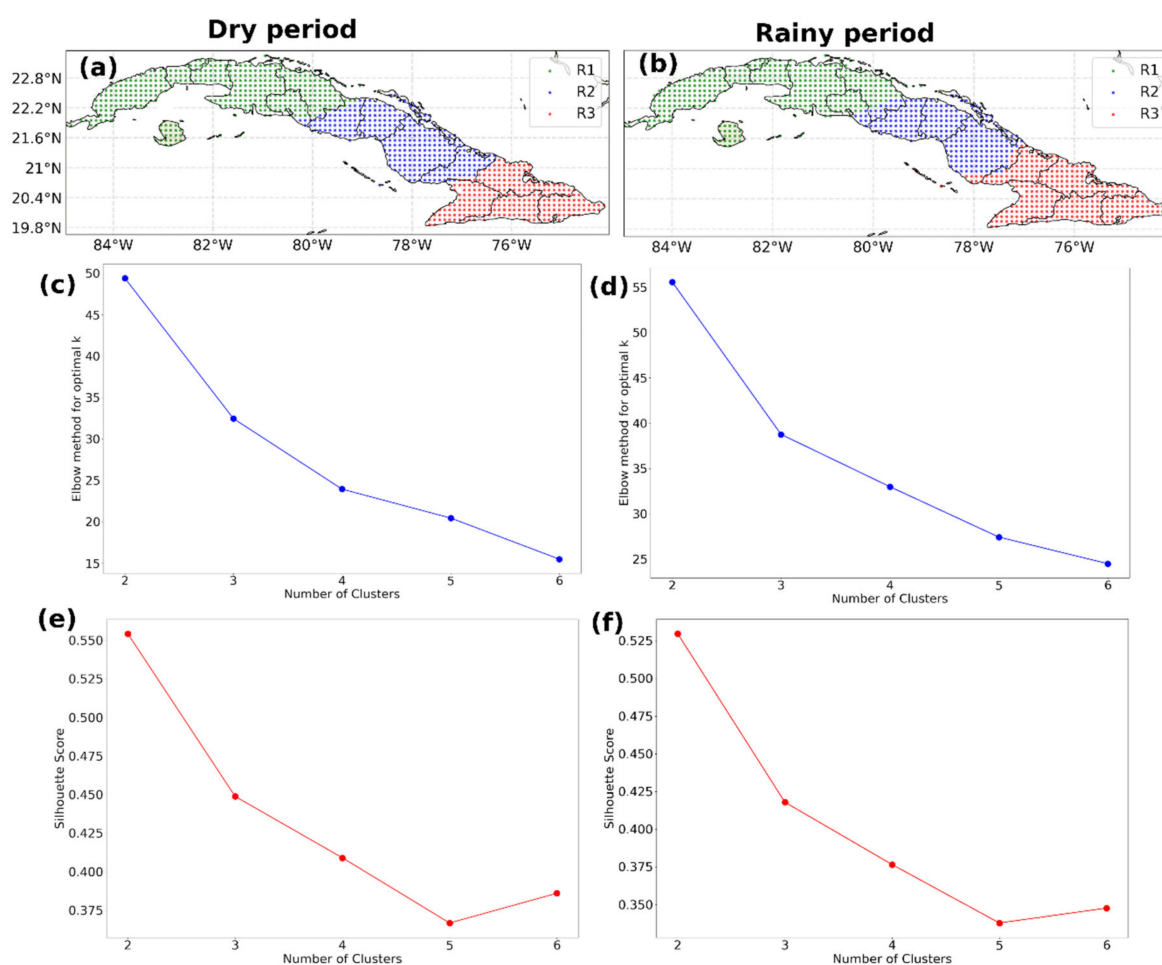 Dry period
Rainy period
(a)
22.8°N
22.2°N
21.6°N
21°N
20.4°N
19.8°N
84°W
82°W
80°W
78°W
76°W
R1
R2
R3
(b)
84°W
82°W
80°W
78°W
76°W
R1
R2
R3
(c)
50
45
40
35
30
25
20
15
Elbow method for optimal k
2
3
4
5
6
Number of Clusters
(d)
55
50
45
40
35
30
25
Elbow method for optimal k
2
3
4
5
6
Number of Clusters
(e)
0.550
0.525
0.500
0.475
0.450
0.425
0.400
0.375
Silhouette Score
2
3
4
5
6
Number of Clusters
(f)
0.525
0.500
0.475
0.450
0.425
0.400
0.375
0.350
Silhouette Score
2
3
4
5
6
Number of Clusters